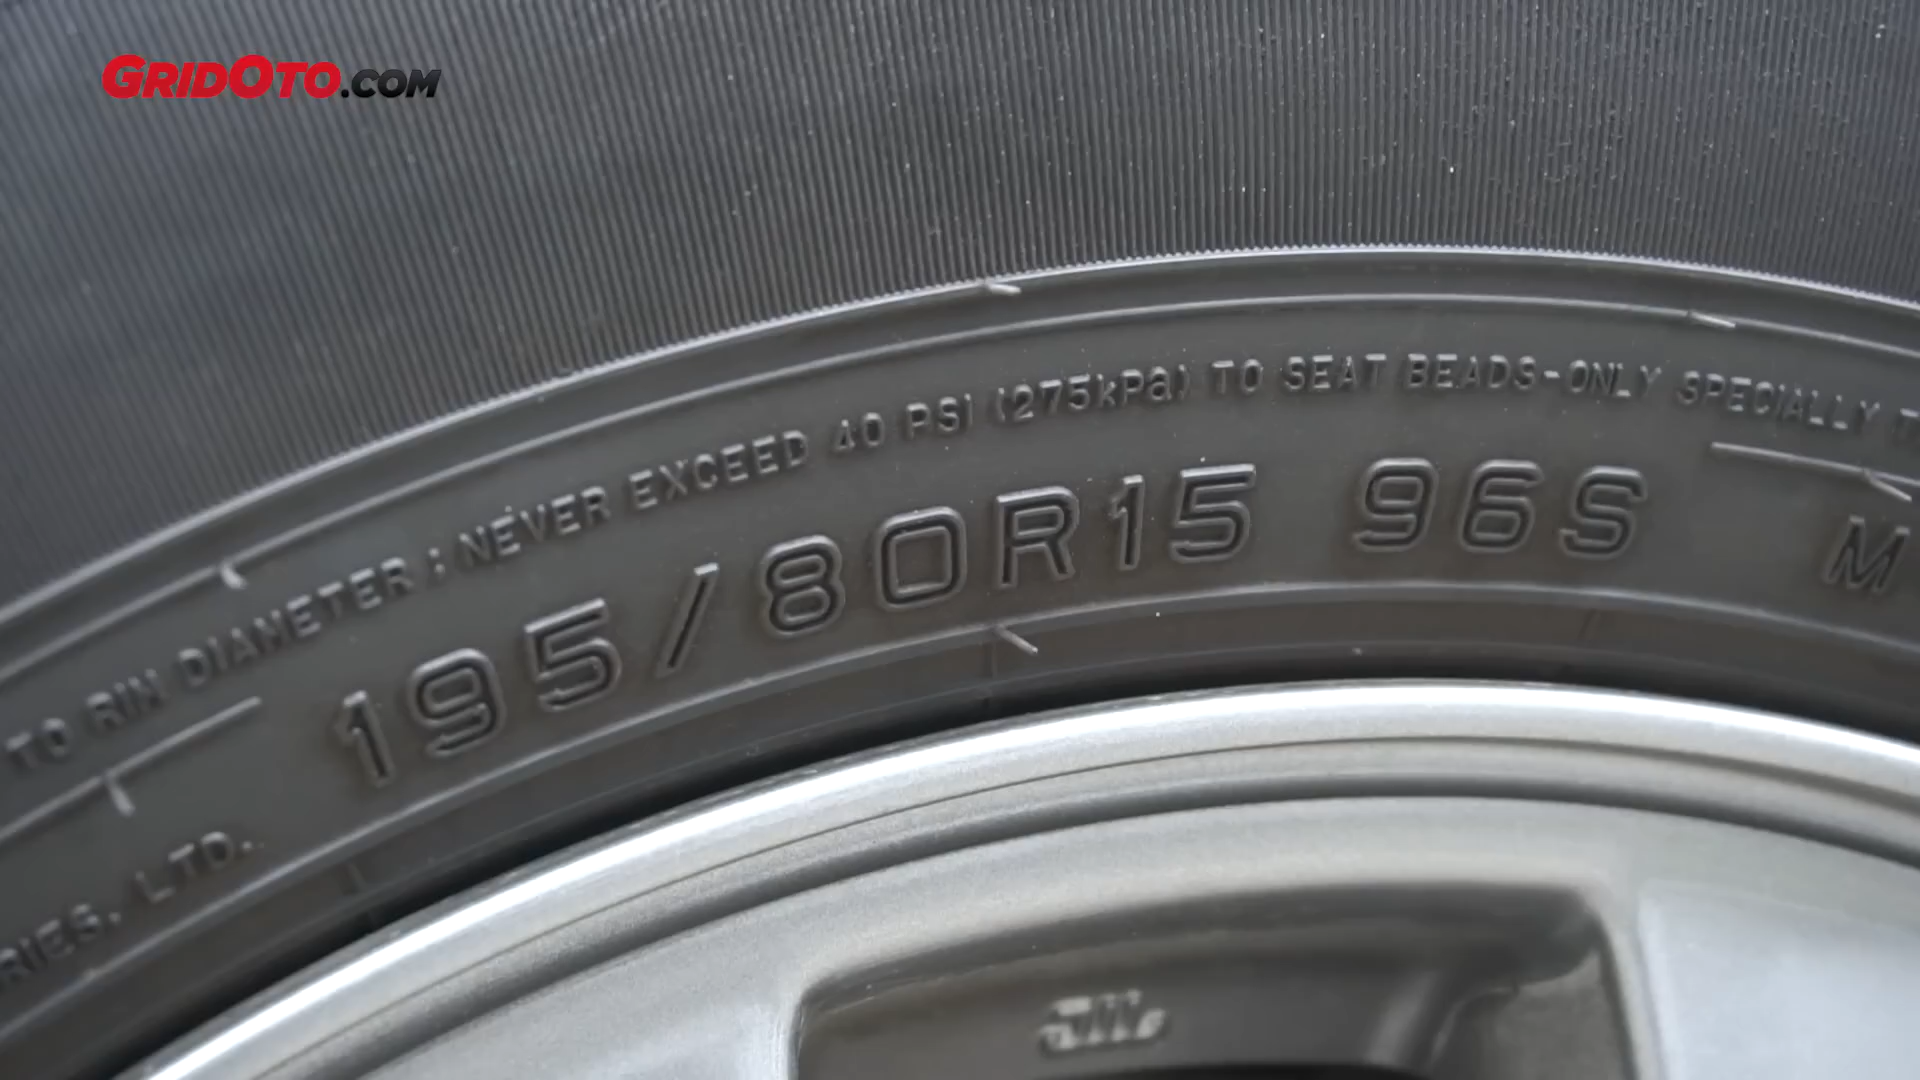 GRIDOTO.COM
TO RIM DIAMETER ; NEVER EXCEED 40 PSI (275kPa) TO SEAT BEADS-ONLY SPECIALLY
195/80R15 96S M
RIES, LTD.